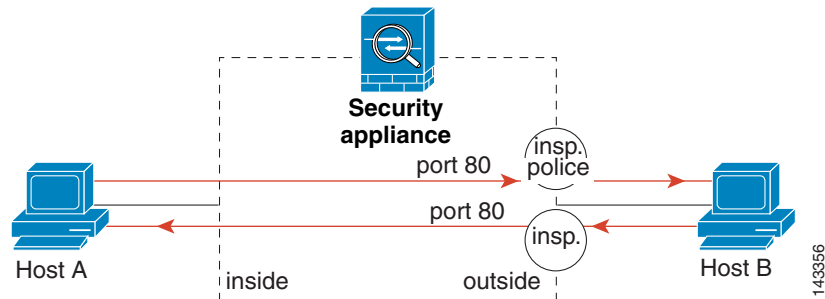 Security
appliance
insp.
police
port 80
port 80
insp.
Host A
inside
outside
Host B
143356